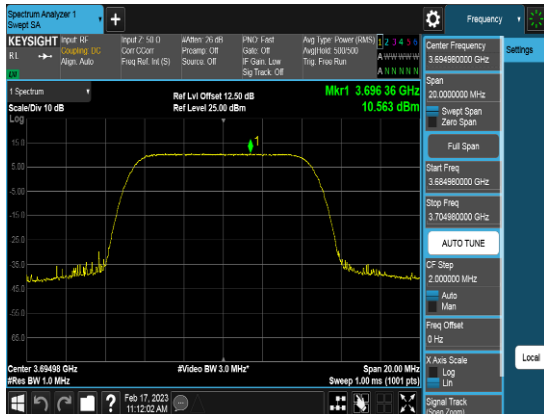 Spectrum Analyzer 1
Swept SA
+
Frequency
KEYSIGHT
RL
Input: RF
Coupling: DC
Align: Auto
Input Z: 50 Ω
Corr CCorr
Freq Ref: Int (S)
#Atten: 26 dB
Preamp: Off
Source: Off
PNO: Fast
Gate: Off
IF Gain: Low
Sig Track: Off
Avg Type: Power (RMS)
Avg|Hold: 500/500
Trig: Free Run
1 2 3 4 5 6
A W W W W W
A N N N N N
1 Spectrum
Scale/Div 10 dB
Log
Ref Lvl Offset 12.50 dB
Ref Level 25.00 dBm
Mkr1 3.696 36 GHz
10.563 dBm
1
15.0
5.00
-5.00
-15.0
-25.0
-35.0
-45.0
-55.0
-65.0
Center 3.69498 GHz
#Res BW 1.0 MHz
#Video BW 3.0 MHz*
Span 20.00 MHz
Sweep 1.00 ms (1001 pts)
Center Frequency
3.694980000 GHz
Span
20.0000000 MHz
Swept Span
Zero Span
Full Span
Start Freq
3.684980000 GHz
Stop Freq
3.704980000 GHz
AUTO TUNE
CF Step
2.000000 MHz
Auto
Man
Freq Offset
0 Hz
X Axis Scale
Log
Lin
Signal Track
(Span Zoom)
Settings
Local
?
Feb 17, 2023
11:12:02 AM